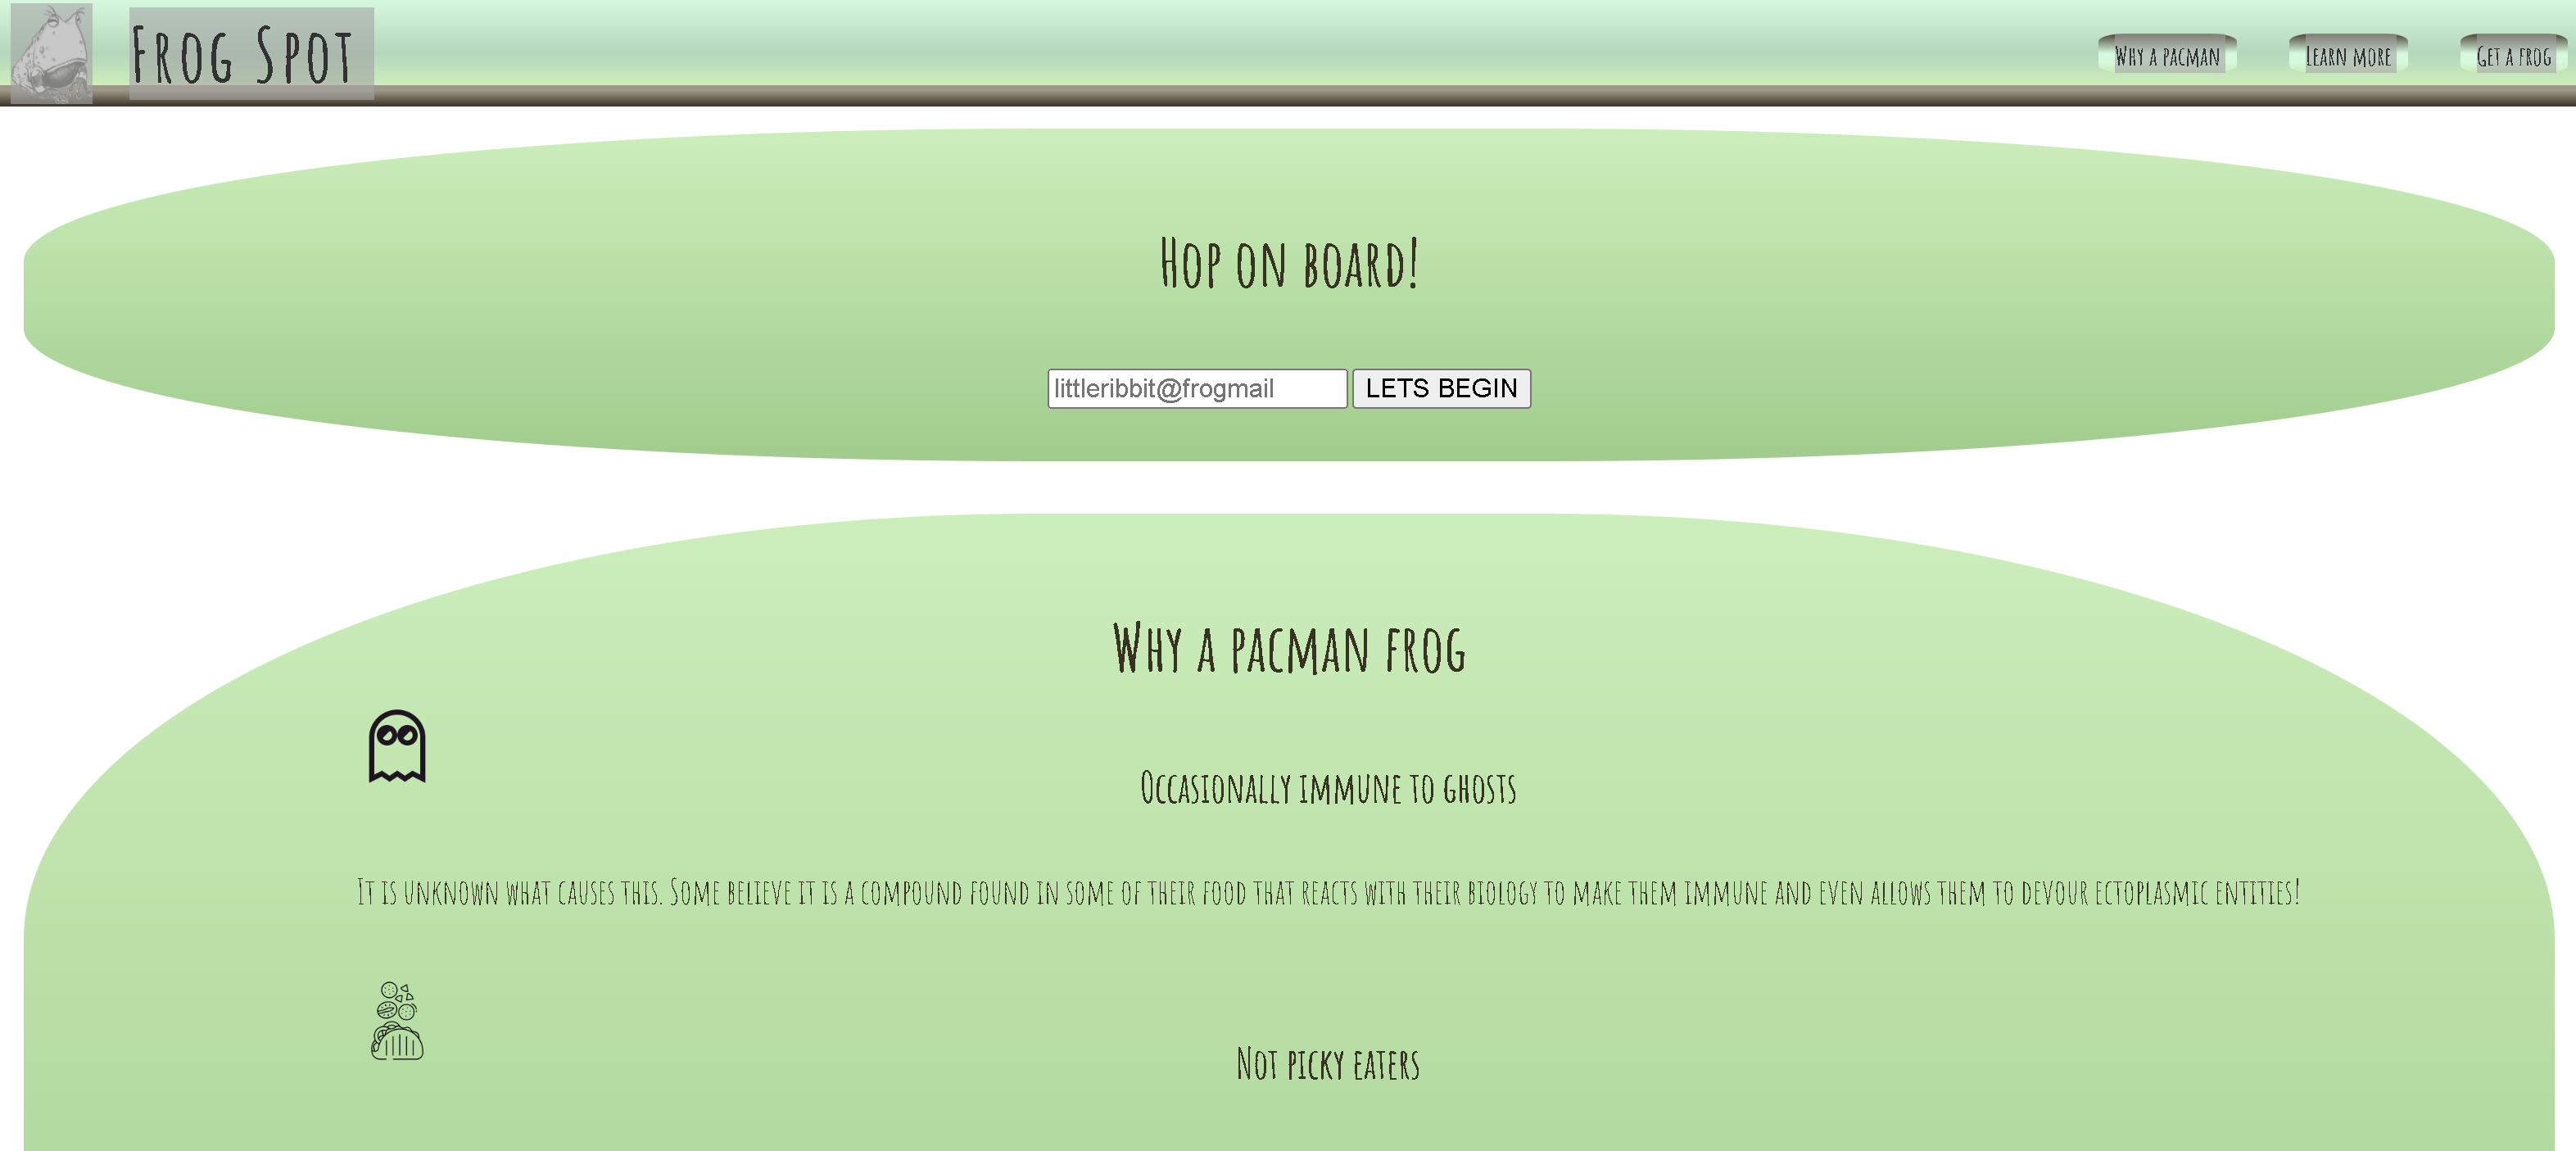 Frog Spot
Why a pacman
Learn more
Get a frog
Hop on board!
littleribbit@frogmail
LETS BEGIN
Why a pacman frog
Occasionally immune to ghosts
It is unknown what causes this. Some believe it is a compound found in some of their food that reacts with their biology to make them immune and even allows them to devour ectoplasmic entities!
Not picky eaters